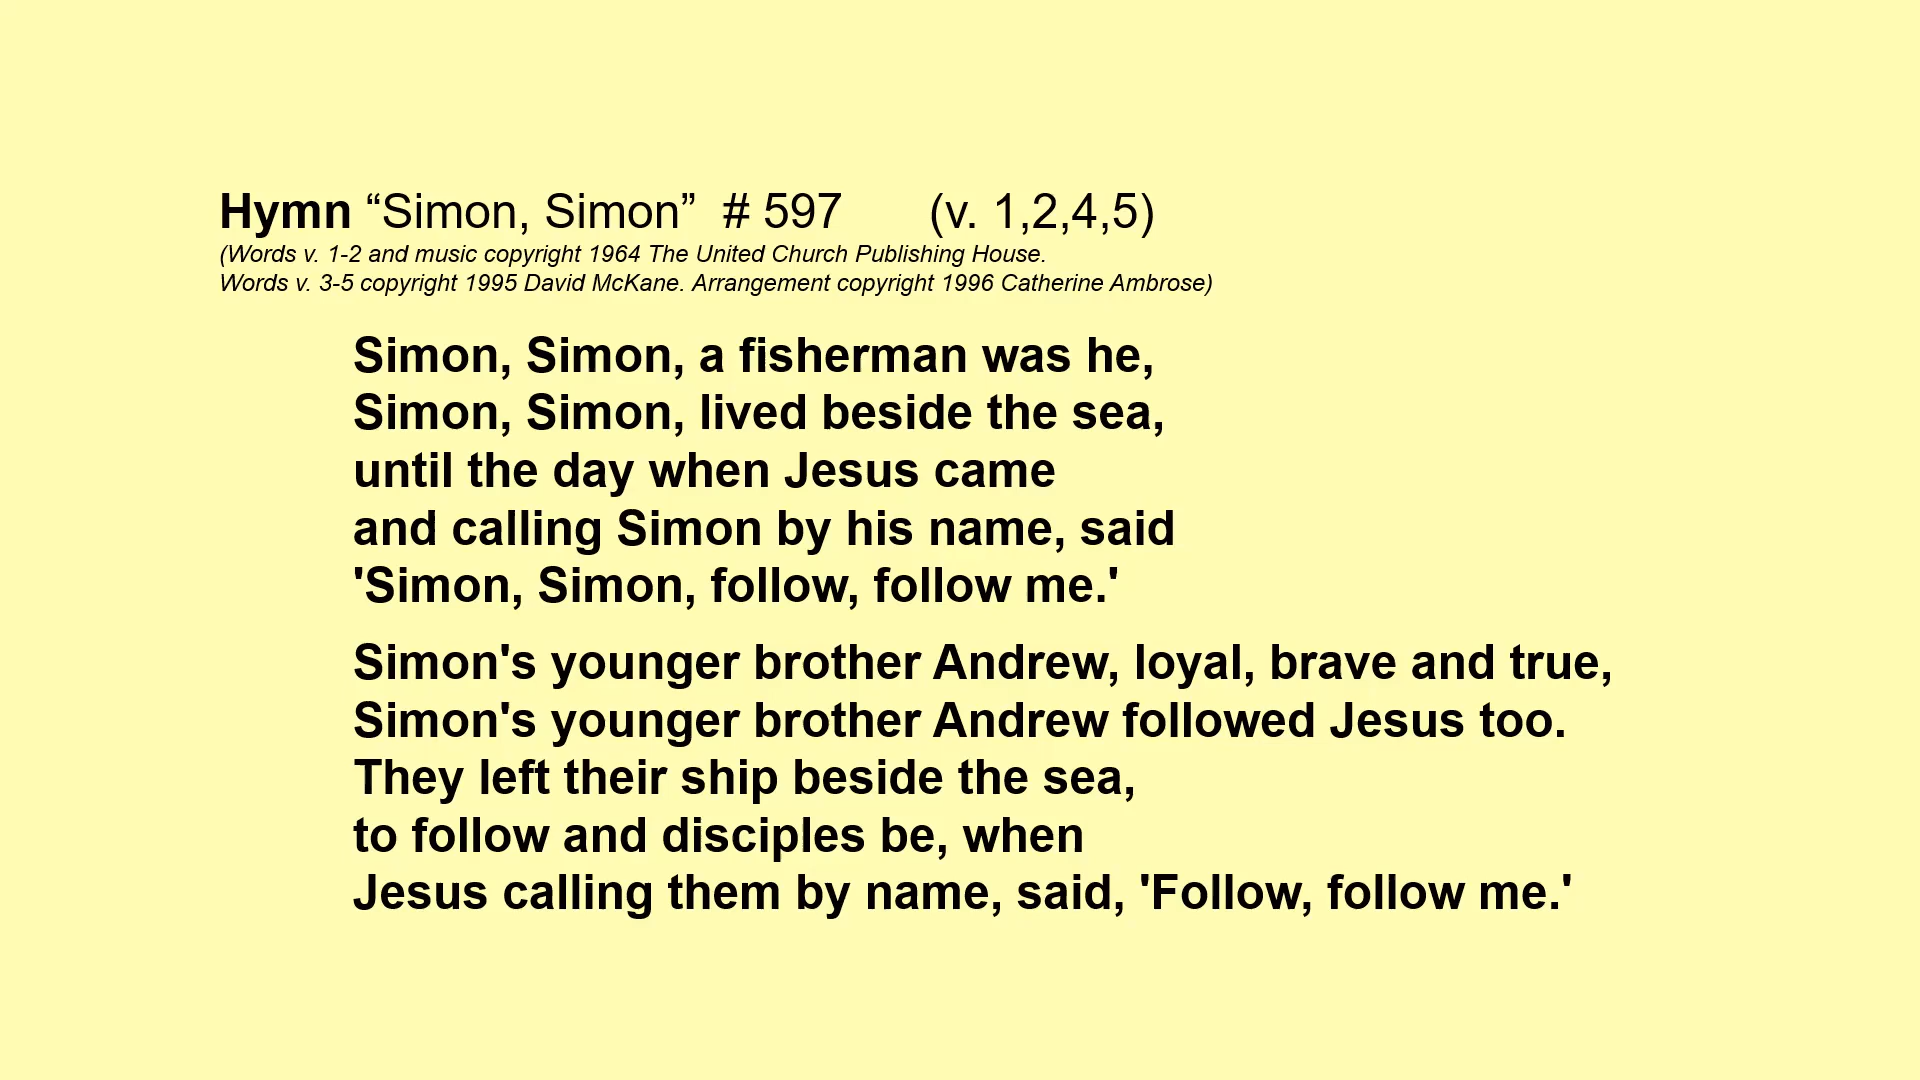 Hymn “Simon, Simon” # 597 (v. 1,2,4,5)
(Words v. 1-2 and music copyright 1964 The United Church Publishing House.
Words v. 3-5 copyright 1995 David McKane. Arrangement copyright 1996 Catherine Ambrose)
Simon, Simon, a fisherman was he,
Simon, Simon, lived beside the sea,
until the day when Jesus came
and calling Simon by his name, said
'Simon, Simon, follow, follow me.'
Simon's younger brother Andrew, loyal, brave and true,
Simon's younger brother Andrew followed Jesus too.
They left their ship beside the sea,
to follow and disciples be, when
Jesus calling them by name, said, 'Follow, follow me.'